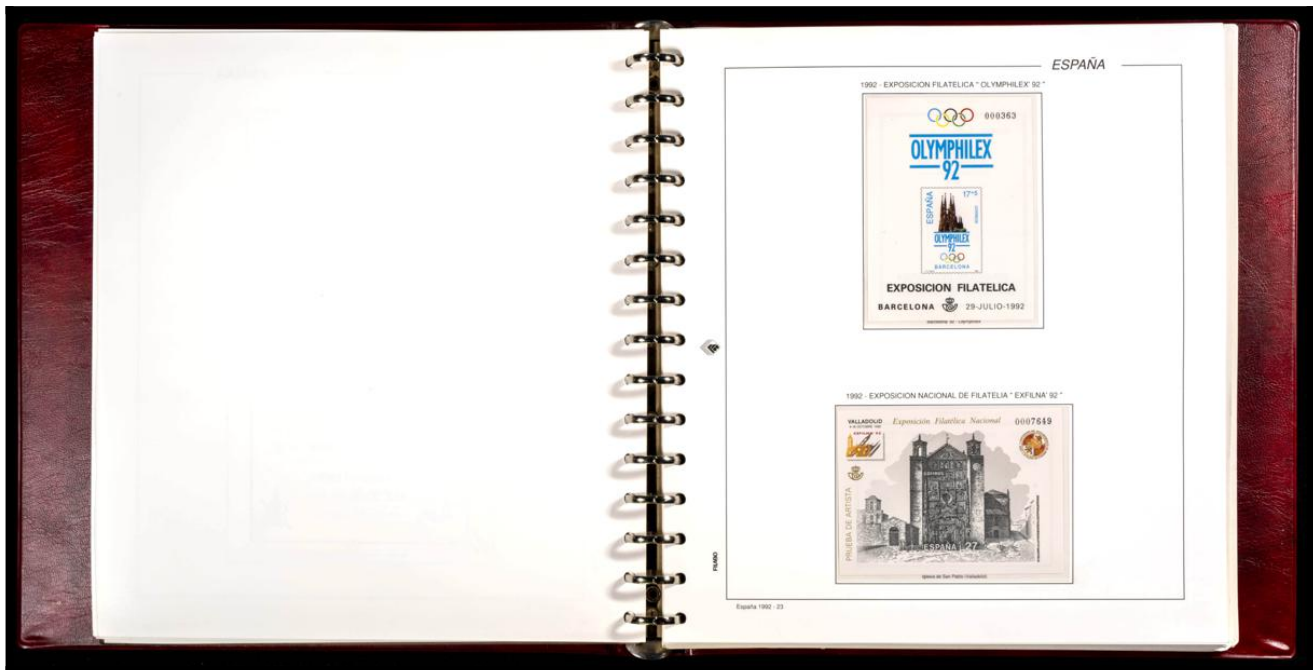 ESPAÑA
1992 - EXPOSICION FILATELICA " OLYMPHILEX' 92 "
000363
OLYMPHILEX
92
ESPAÑA
17+5
OLYMPHILEX
92
BARCELONA
EXPOSICION FILATELICA
BARCELONA 29-JULIO-1992
1992 - EXPOSICION NACIONAL DE FILATELIA " EXFILNA' 92 "
VALLADOLID
Exposición Filatélica Nacional
0007649
EXFILNA 92
PRUEBA DE ARTISTA
ESPAÑA 27
Iglesia de San Pablo (Valladolid)
FILABO
España 1992 - 23